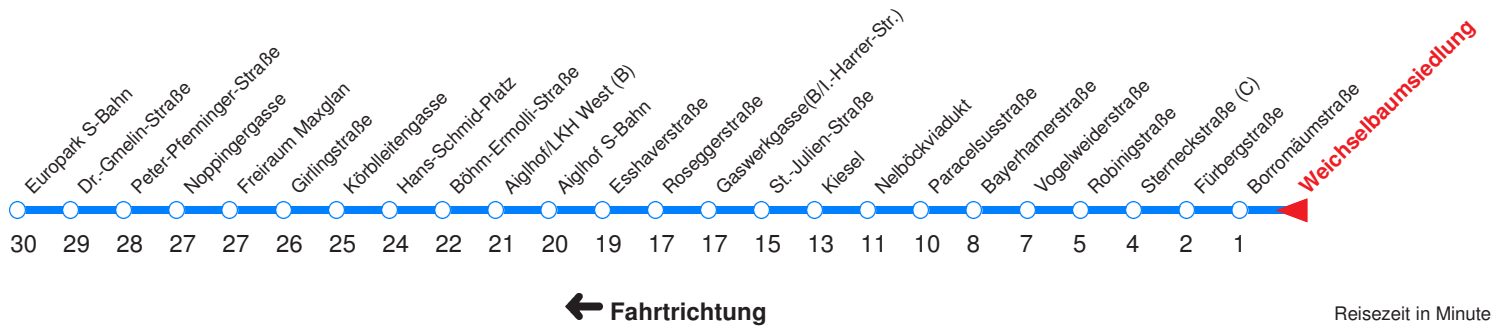 Europark S-Bahn
Dr.-Gmelin-Straße
Peter-Pfenninger-Straße
Noppingergasse
Freiraum Maxglan
Girlingstraße
Körblleitengasse
Hans-Schmid-Platz
Böhm-Ermolli-Straße
Aiglhof/LKH West (B)
Aiglhof S-Bahn
Esshaverstraße
Roseggerstraße
Gaswerkgasse(B/I.-Harrer-Str.)
St.-Julien-Straße
Kiesel
Nelböckviadukt
Paracelsusstraße
Bayerhamerstraße
Vogelweiderstraße
Robinigstraße
Sterneckstraße (C)
Fürbergstraße
Borromäumstraße
Weichselbaumsiedlung
30 29 28 27 27 26 25 24 22 21 20 19 17 17 15 13 11 10 8 7 5 4 2 1
Fahrtrichtung
Reisezeit in Minute